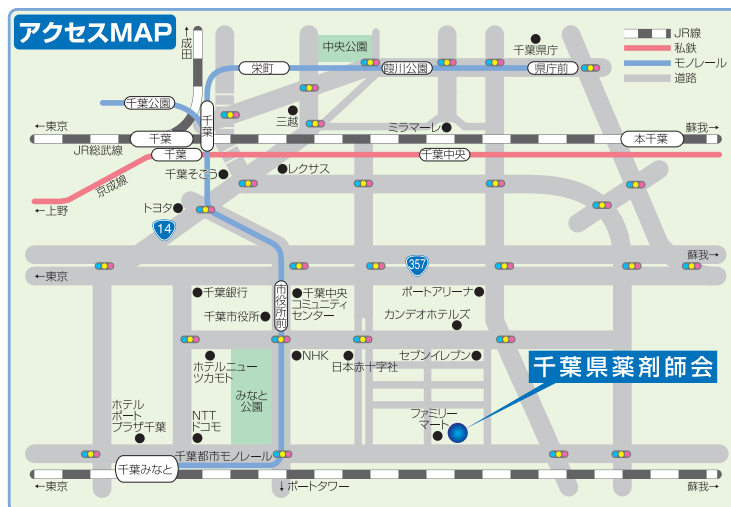 アクセスMAP
↑成田
中央公園
千葉県庁
JR線
私鉄
モノレール
道路
栄町
葭川公園
県庁前
千葉公園
千葉
三越
ミラマーレ
←東京
千葉
本千葉
蘇我→
JR総武線
千葉
千葉中央
京成線
千葉そごう
レクサス
←上野
トヨタ
14
蘇我→
←東京
357
市役所前
千葉銀行
千葉中央
コミュニティ
センター
ポートアリーナ
千葉市役所
カンデオホテルズ
ホテルニュー
ツカモト
NHK
日本赤十字社
セブンイレブン
千葉県薬剤師会
みなと
公園
ホテル
ポート
プラザ千葉
NTT
ドコモ
ファミリー
マート
千葉都市モノレール
千葉みなと
←東京
↓ポートタワー
蘇我→